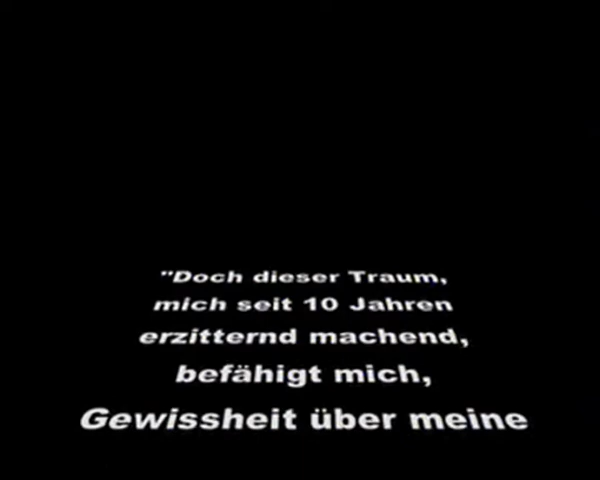 "Doch dieser Traum,
mich seit 10 Jahren
erzitternd machend,
befähigt mich,
Gewissheit über meine